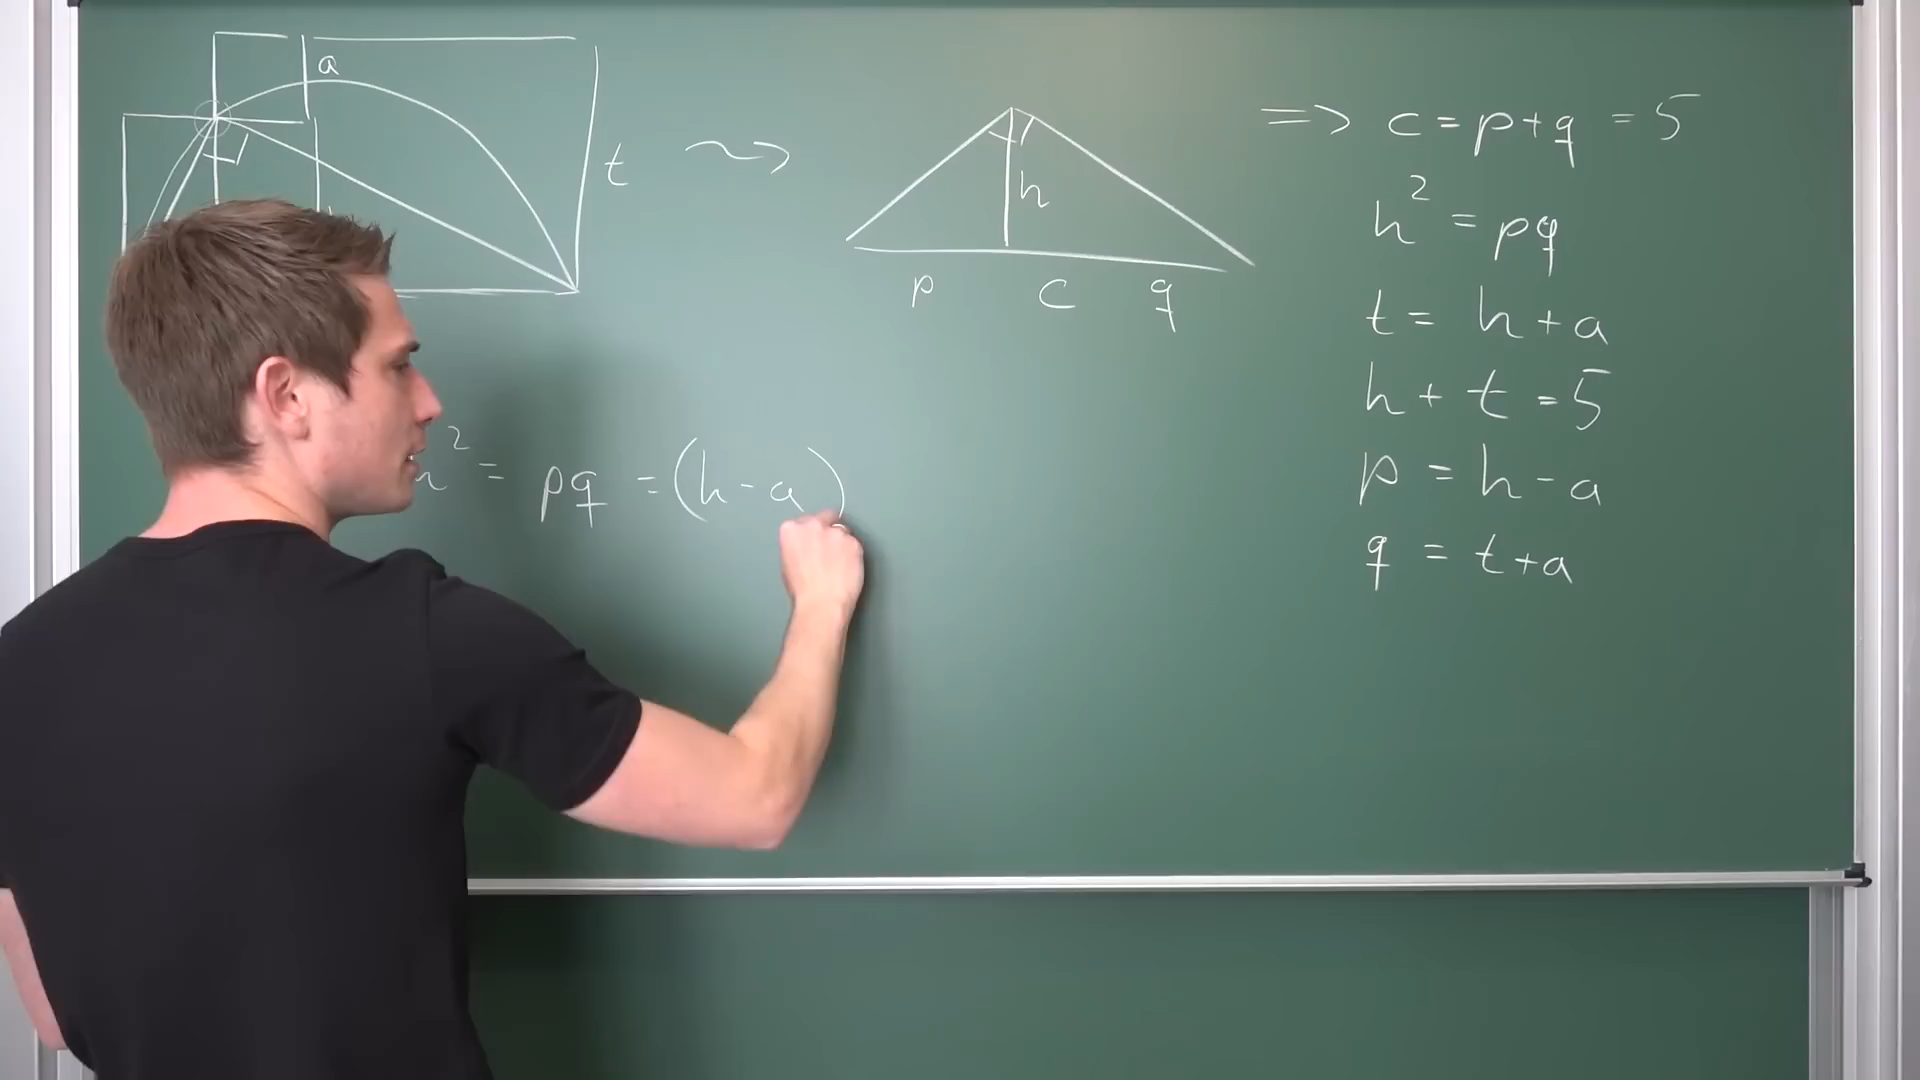 a
t
h
p c q
=> c = p + q = 5
h² = pq
t = h + a
h + t = 5
p = h - a
q = t + a
h² = pq = (h - a)